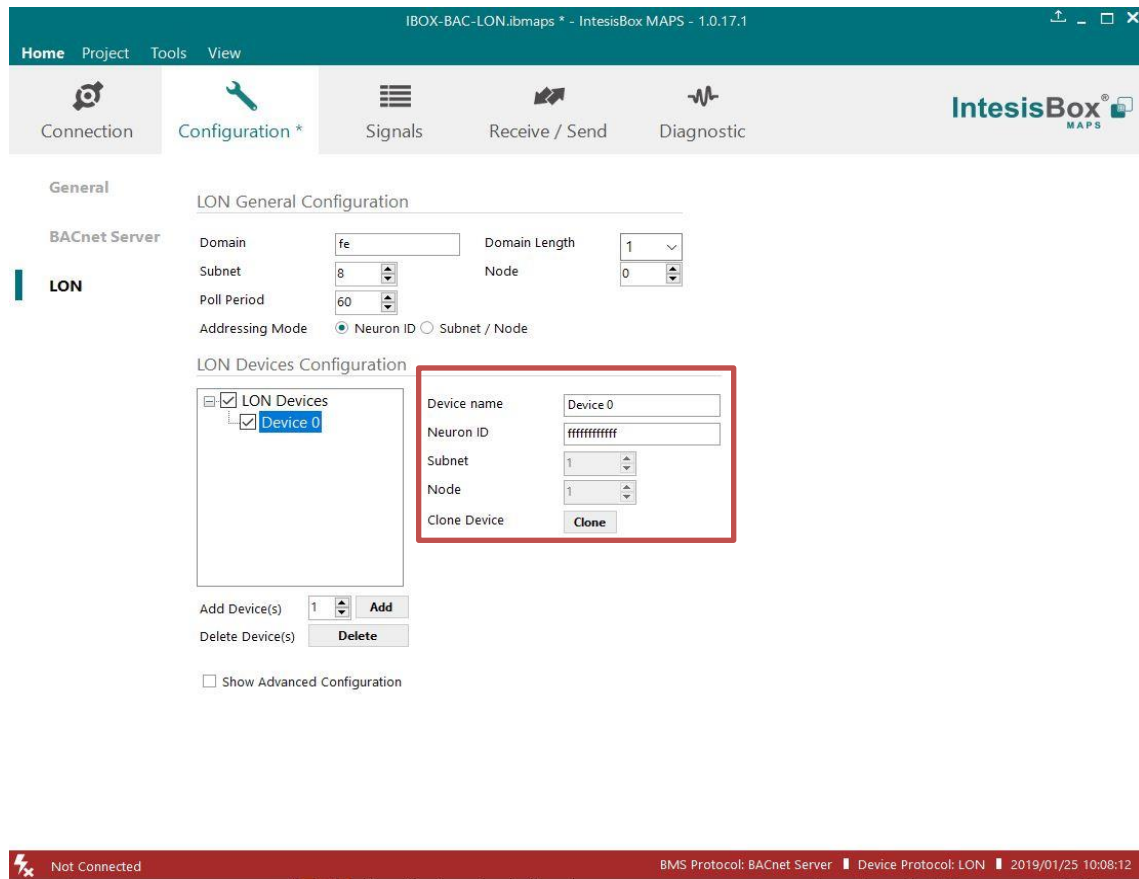 IBOX-BAC-LON.ibmaps * - IntesisBox MAPS - 1.0.17.1
Home Project Tools View
Connection Configuration * Signals Receive / Send Diagnostic
IntesisBox® MAPS
General
BACnet Server
LON
LON General Configuration
Domain fe Domain Length 1
Subnet 8 Node 0
Poll Period 60
Addressing Mode Neuron ID Subnet / Node
LON Devices Configuration
LON Devices
Device 0
Device name Device 0
Neuron ID ffffffffffff
Subnet 1
Node 1
Clone Device Clone
Add Device(s) 1 Add
Delete Device(s) Delete
Show Advanced Configuration
Not Connected BMS Protocol: BACnet Server Device Protocol: LON 2019/01/25 10:08:12